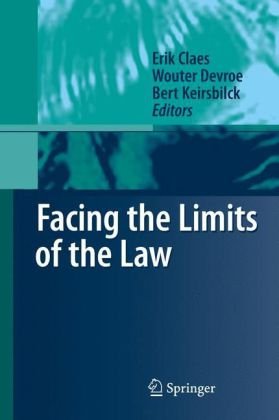 Erik Claes
Wouter Devroe
Bert Keirsbilck
Editors
Facing the Limits
of the Law
Springer